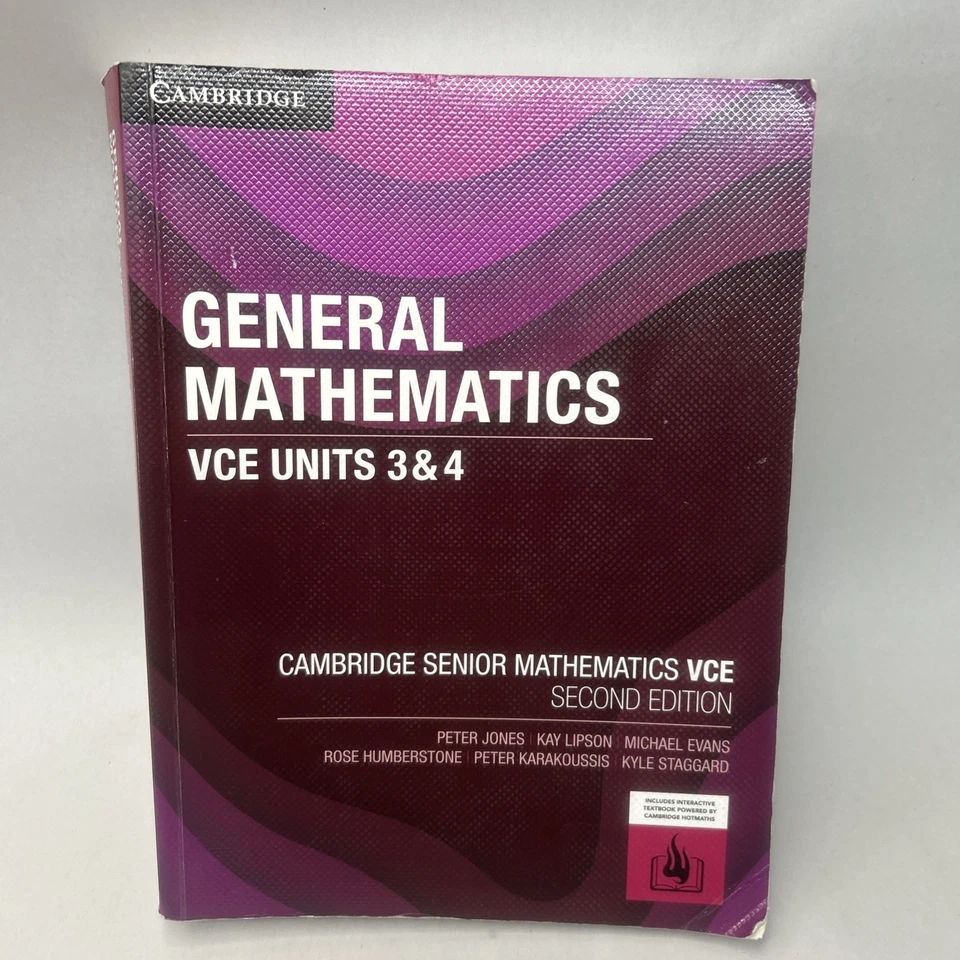 CAMBRIDGE
GENERAL
MATHEMATICS
VCE UNITS 3 & 4
CAMBRIDGE SENIOR MATHEMATICS VCE
SECOND EDITION
PETER JONES | KAY LIPSON | MICHAEL EVANS
ROSE HUMBERSTONE | PETER KARAKOUSSIS | KYLE STAGGARD
INCLUDES INTERACTIVE
TEXTBOOK POWERED BY
CAMBRIDGE HOTMATHS